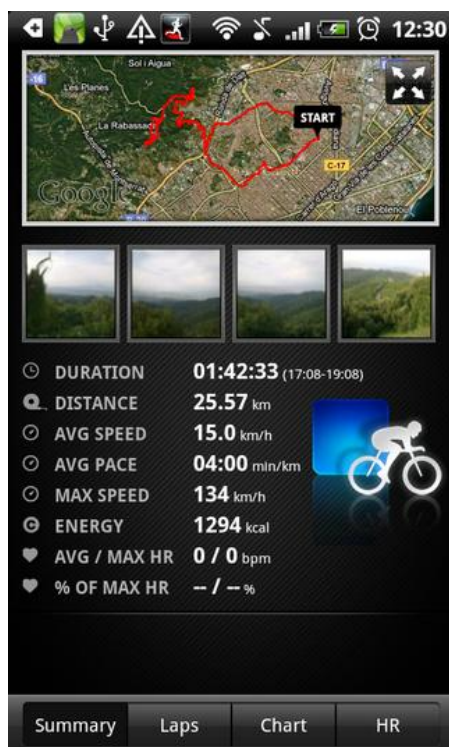 12:30
Sol i Aigua
Les Planes
La Rabassa
START
C-17
El Poblenou
Google
DURATION 01:42:33 (17:08-19:08)
DISTANCE 25.57 km
AVG SPEED 15.0 km/h
AVG PACE 04:00 min/km
MAX SPEED 134 km/h
ENERGY 1294 kcal
AVG / MAX HR 0 / 0 bpm
% OF MAX HR -- / -- %
Summary Laps Chart HR